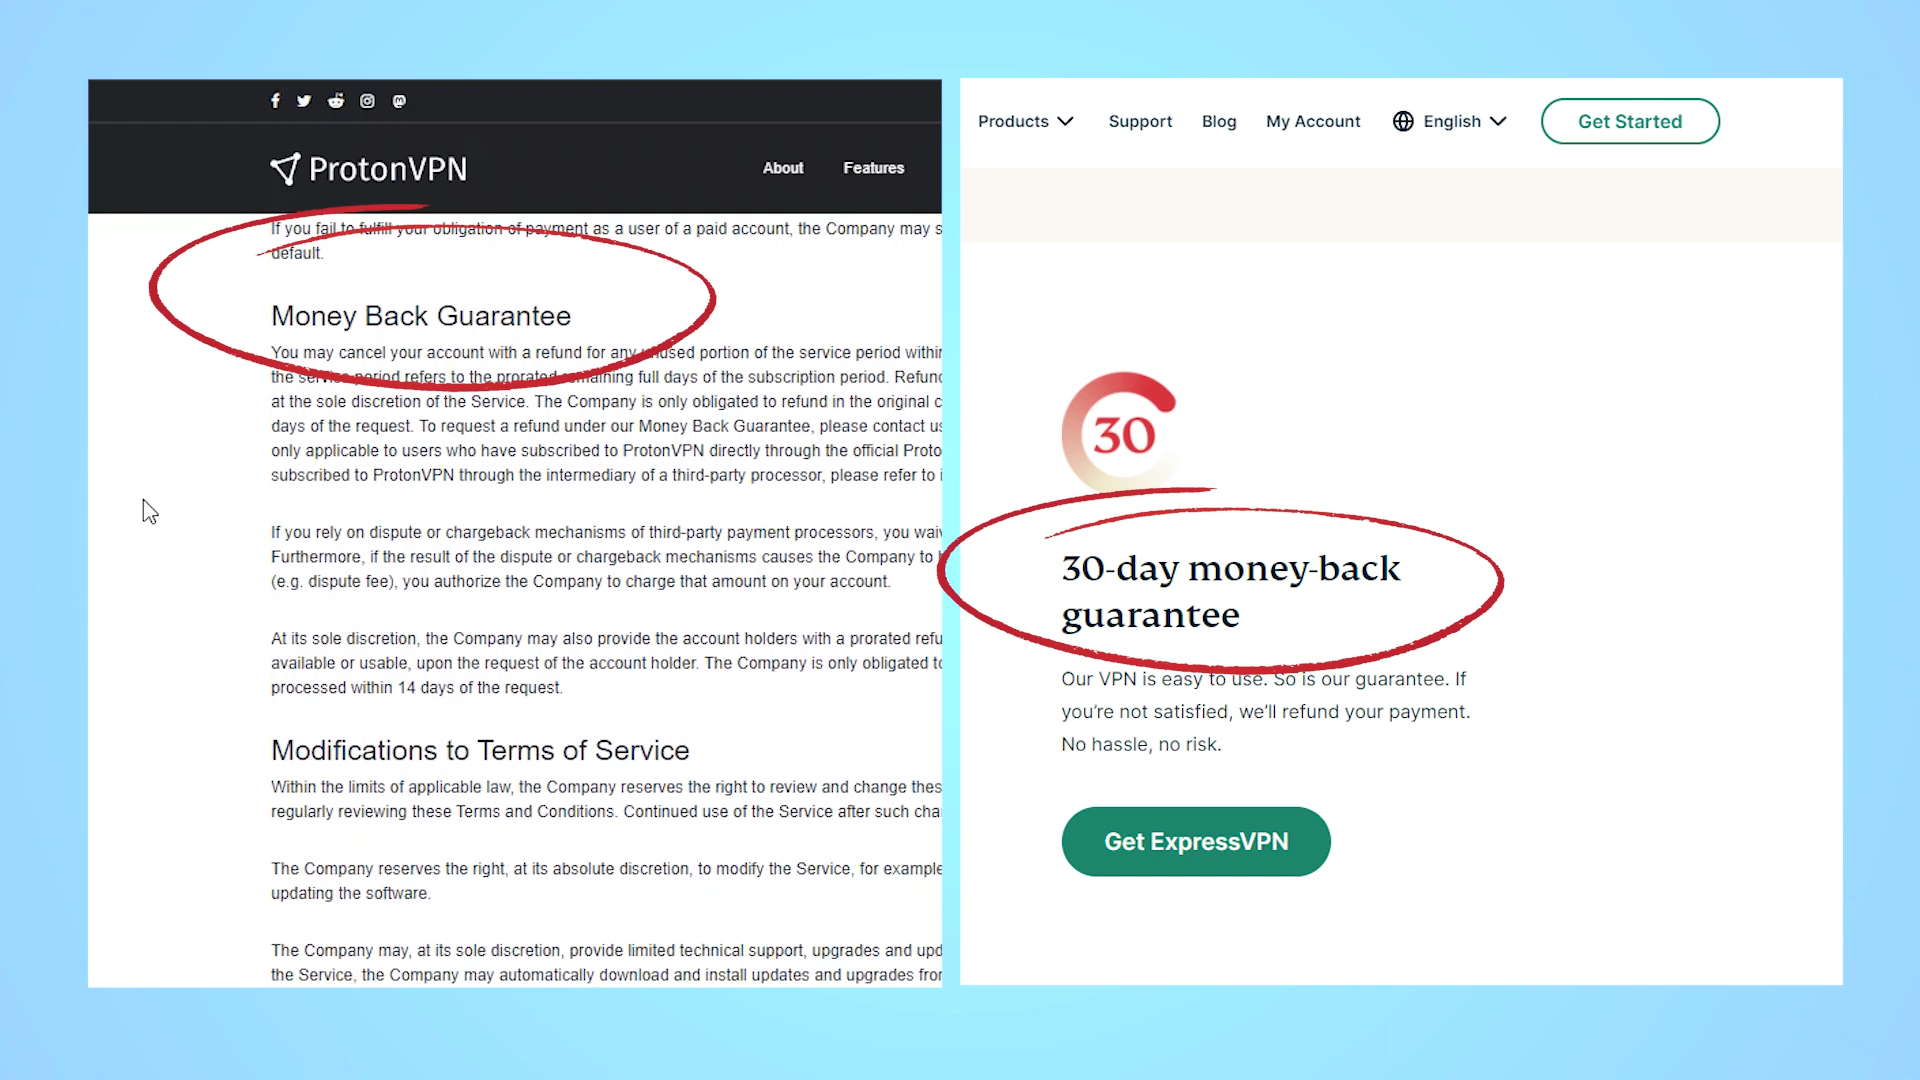 ProtonVPN
About
Features
If you fail to fulfill your obligation of payment as a user of a paid account, the Company may s
default.
Money Back Guarantee
You may cancel your account with a refund for any unused portion of the service period within
the service period refers to the prorated remaining full days of the subscription period. Refund
at the sole discretion of the Service. The Company is only obligated to refund in the original c
days of the request. To request a refund under our Money Back Guarantee, please contact us
only applicable to users who have subscribed to ProtonVPN directly through the official Proto
subscribed to ProtonVPN through the intermediary of a third-party processor, please refer to i
If you rely on dispute or chargeback mechanisms of third-party payment processors, you waiv
Furthermore, if the result of the dispute or chargeback mechanisms causes the Company to
(e.g. dispute fee), you authorize the Company to charge that amount on your account.
At its sole discretion, the Company may also provide the account holders with a prorated refu
available or usable, upon the request of the account holder. The Company is only obligated to
processed within 14 days of the request.
Modifications to Terms of Service
Within the limits of applicable law, the Company reserves the right to review and change thes
regularly reviewing these Terms and Conditions. Continued use of the Service after such cha
The Company reserves the right, at its absolute discretion, to modify the Service, for example
updating the software.
The Company may, at its sole discretion, provide limited technical support, upgrades and upd
the Service, the Company may automatically download and install updates and upgrades from
Products
Support
Blog
My Account
English
Get Started
30
30-day money-back
guarantee
Our VPN is easy to use. So is our guarantee. If
you're not satisfied, we'll refund your payment.
No hassle, no risk.
Get ExpressVPN